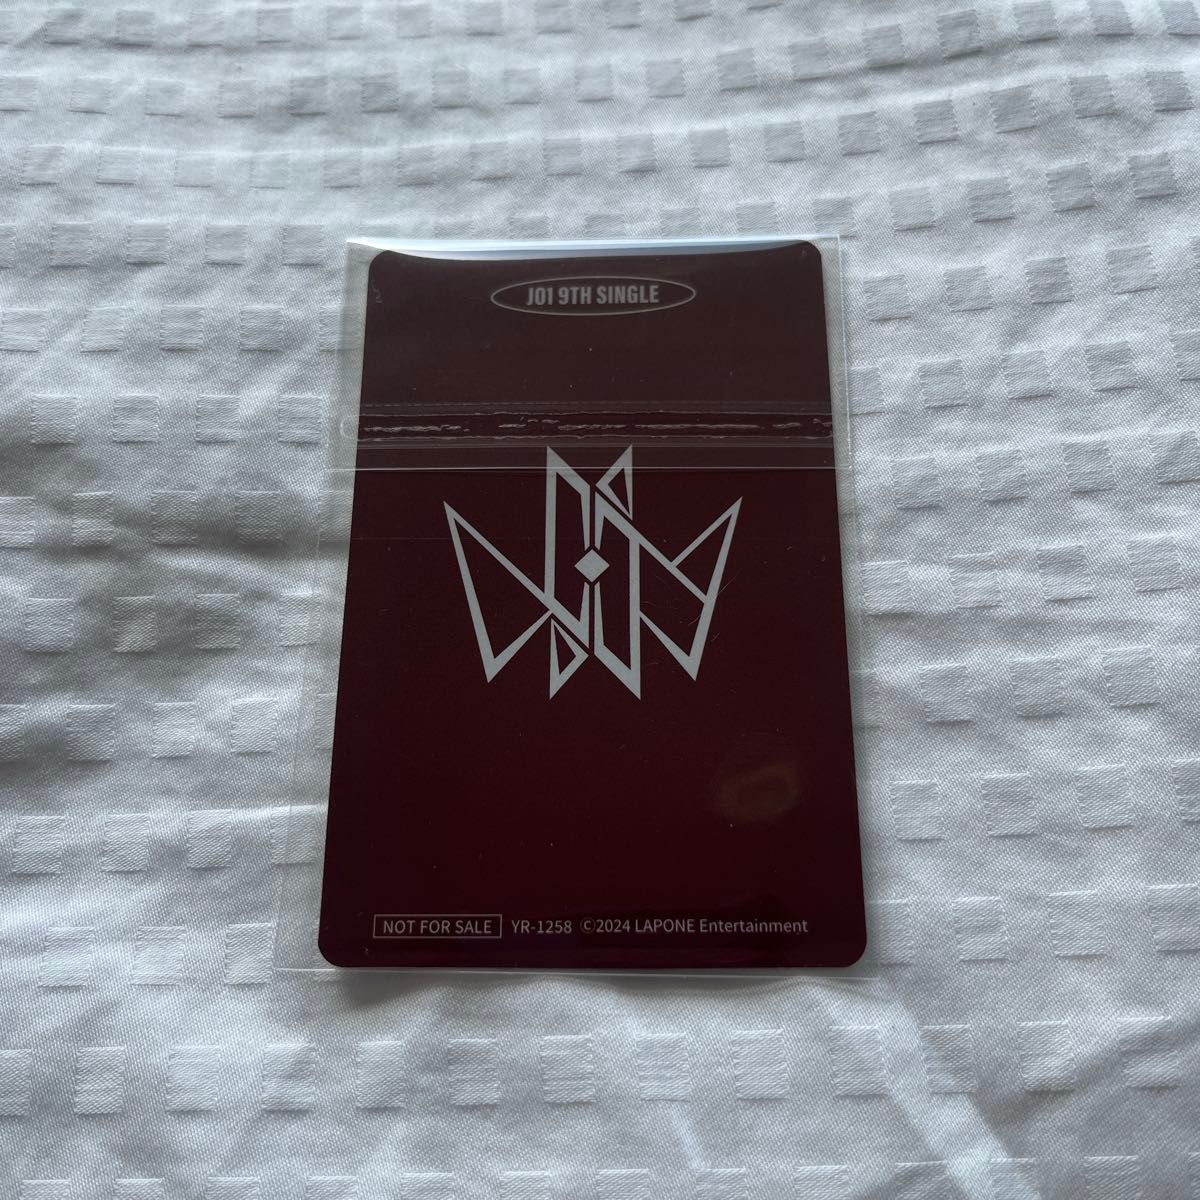 JO1 9TH SINGLE
NOT FOR SALE YR-1258 ©2024 LAPONE Entertainment